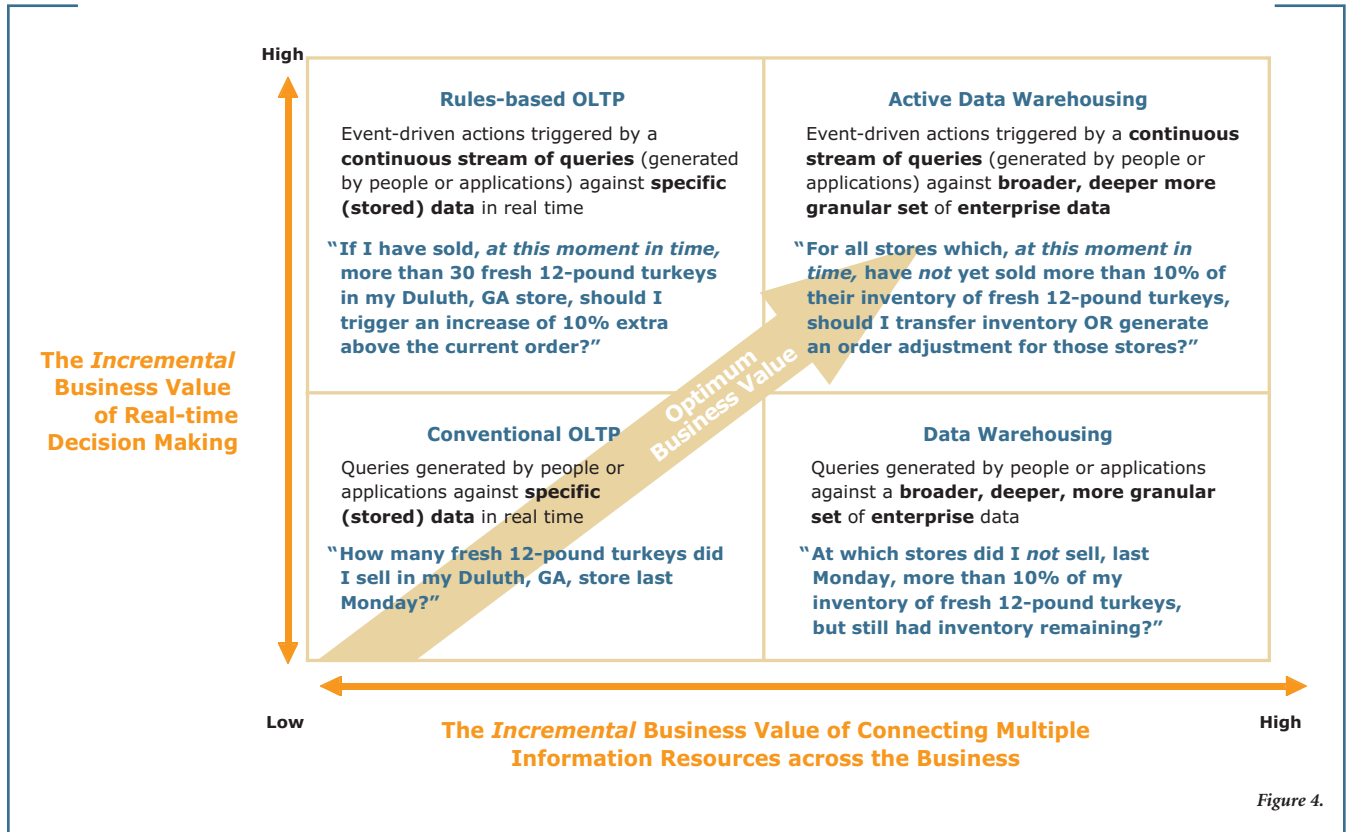 High
Rules-based OLTP
Event-driven actions triggered by a
continuous stream of queries (generated
by people or applications) against specific
(stored) data in real time
“If I have sold, at this moment in time,
more than 30 fresh 12-pound turkeys
in my Duluth, GA store, should I
trigger an increase of 10% extra
above the current order?”
Active Data Warehousing
Event-driven actions triggered by a continuous
stream of queries (generated by people or
applications) against broader, deeper more
granular set of enterprise data
“For all stores which, at this moment in
time, have not yet sold more than 10% of
their inventory of fresh 12-pound turkeys,
should I transfer inventory OR generate
an order adjustment for those stores?”
The Incremental
Business Value
of Real-time
Decision Making
Optimum
Business Value
Conventional OLTP
Queries generated by people or
applications against specific
(stored) data in real time
“How many fresh 12-pound turkeys did
I sell in my Duluth, GA, store last
Monday?”
Data Warehousing
Queries generated by people or applications
against a broader, deeper, more granular
set of enterprise data
“At which stores did I not sell, last
Monday, more than 10% of my
inventory of fresh 12-pound turkeys,
but still had inventory remaining?”
Low
The Incremental Business Value of Connecting Multiple
Information Resources across the Business
High
Figure 4.